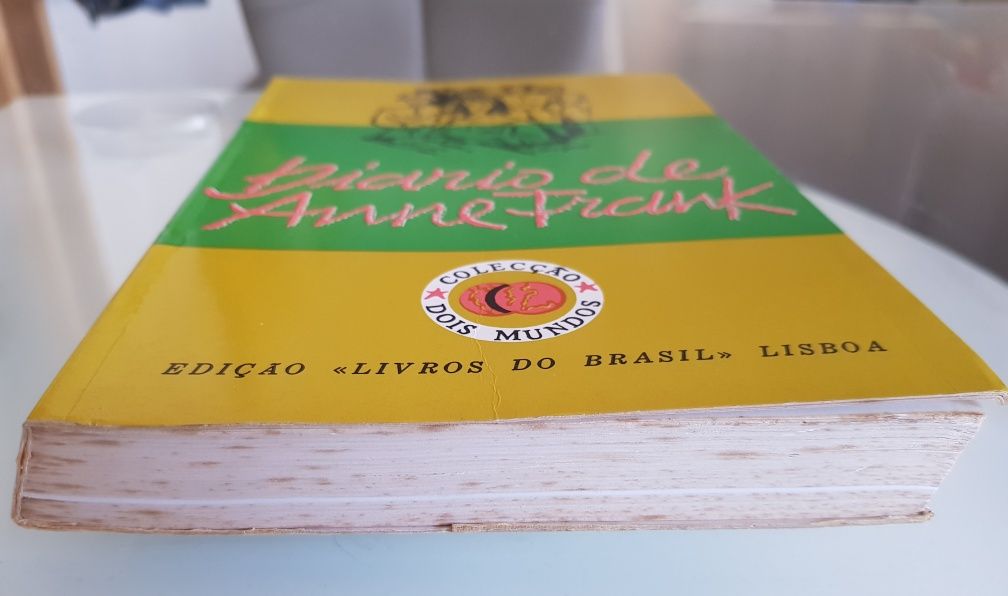 Diario de
Anne Frank
COLECÇÃO
DOIS MUNDOS
EDIÇÃO «LIVROS DO BRASIL» LISBOA